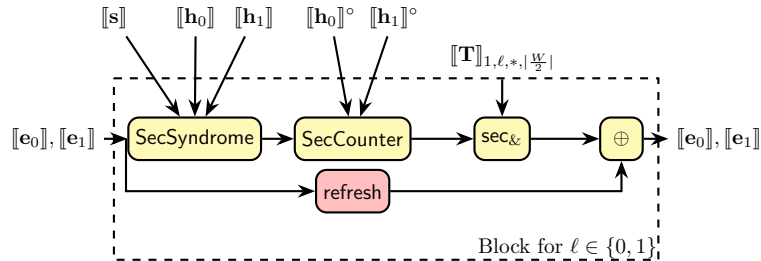 ⟦s⟧ ⟦h₀⟧ ⟦h₁⟧ ⟦h₀⟧° ⟦h₁⟧°
⟦T⟧₁,ℓ,∗,|W/2|
⟦e₀⟧, ⟦e₁⟧ SecSyndrome SecCounter sec& ⊕ ⟦e₀⟧, ⟦e₁⟧
refresh
Block for ℓ ∈ {0, 1}